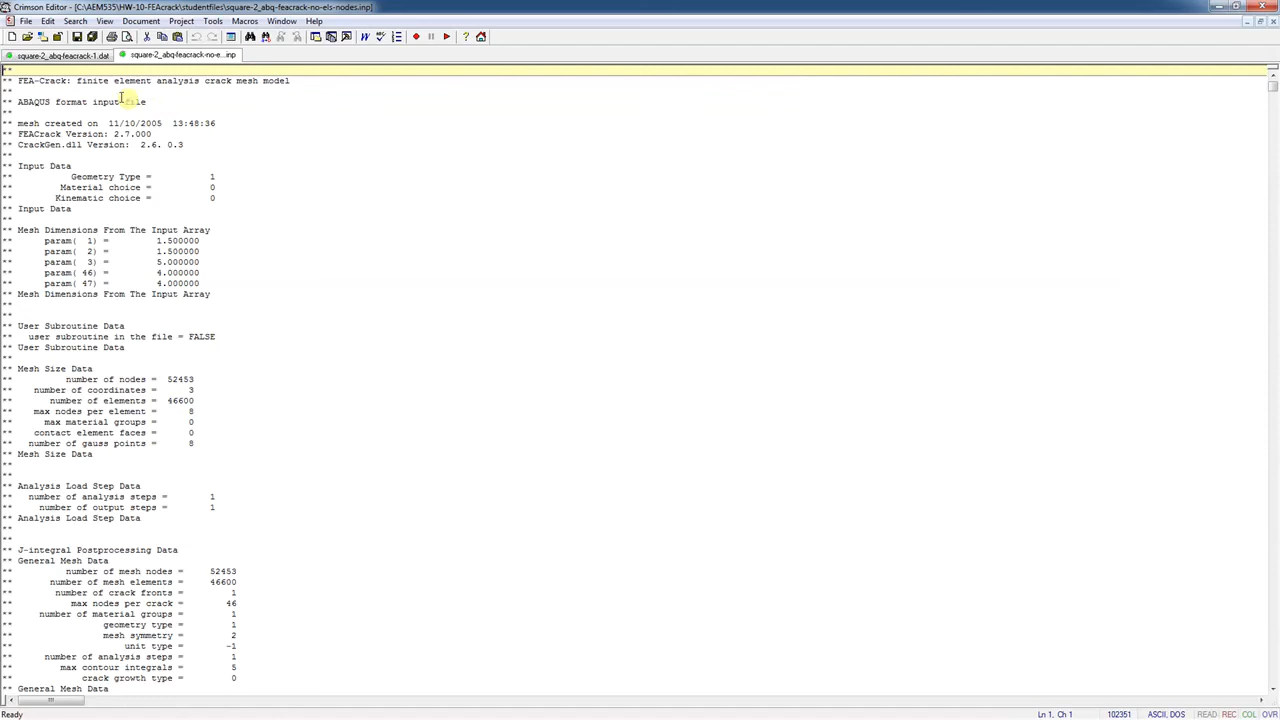 Crimson Editor - [C:\AEM535\HW-10-FEAcrack\studentfiles\square-2_abq-feacrack-no-els-nodes.inp]
File Edit Search View Document Project Tools Macros Window Help
square-2_abq-feacrack-1.dat square-2_abq-feacrack-no-e...inp
**
** FEA-Crack: finite element analysis crack mesh model
**
** ABAQUS format input file
**
** mesh created on 11/10/2005 13:48:36
** FEACrack Version: 2.7.000
** CrackGen.dll Version: 2.6. 0.3
**
** Input Data
** Geometry Type = 1
** Material choice = 0
** Kinematic choice = 0
** Input Data
**
** Mesh Dimensions From The Input Array
** param( 1) = 1.500000
** param( 2) = 1.500000
** param( 3) = 5.000000
** param( 46) = 4.000000
** param( 47) = 4.000000
** Mesh Dimensions From The Input Array
**
**
** User Subroutine Data
** user subroutine in the file = FALSE
** User Subroutine Data
**
** Mesh Size Data
** number of nodes = 52453
** number of coordinates = 3
** number of elements = 46600
** max nodes per element = 8
** max material groups = 0
** contact element faces = 0
** number of gauss points = 8
** Mesh Size Data
**
**
** Analysis Load Step Data
** number of analysis steps = 1
** number of output steps = 1
** Analysis Load Step Data
**
**
** J-integral Postprocessing Data
** General Mesh Data
** number of mesh nodes = 52453
** number of mesh elements = 46600
** number of crack fronts = 1
** max nodes per crack = 46
** number of material groups = 1
** geometry type = 1
** mesh symmetry = 2
** unit type = -1
** number of analysis steps = 1
** max contour integrals = 5
** crack growth type = 0
** General Mesh Data
Ready Ln 1, Ch 1 102351 ASCII, DOS READ REC COL OVR